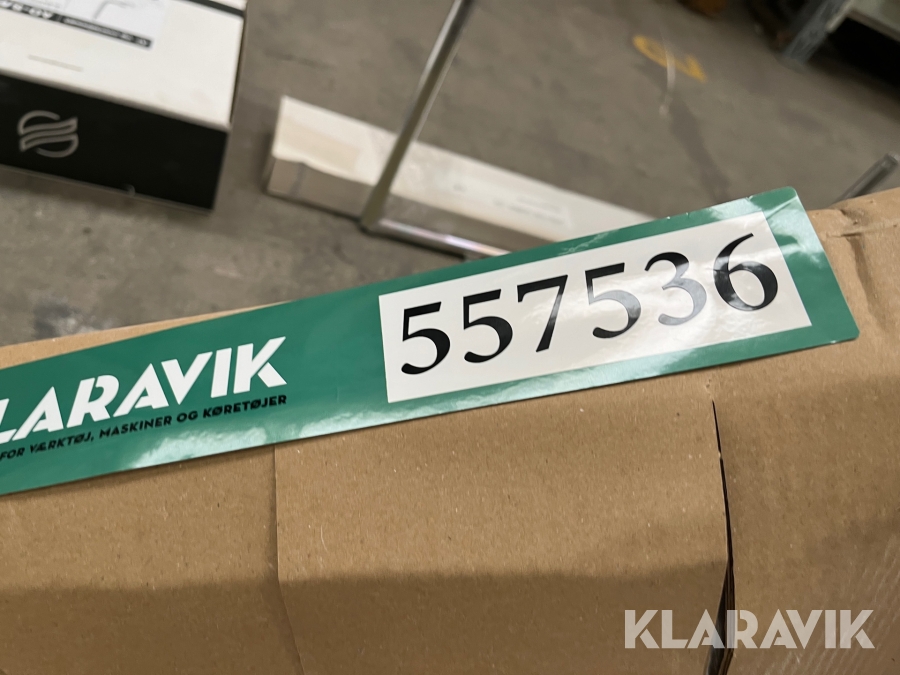 LARAVIK
FOR VÆRKTØJ, MASKINER OG KØRETØJER
557536
KLARAVIK